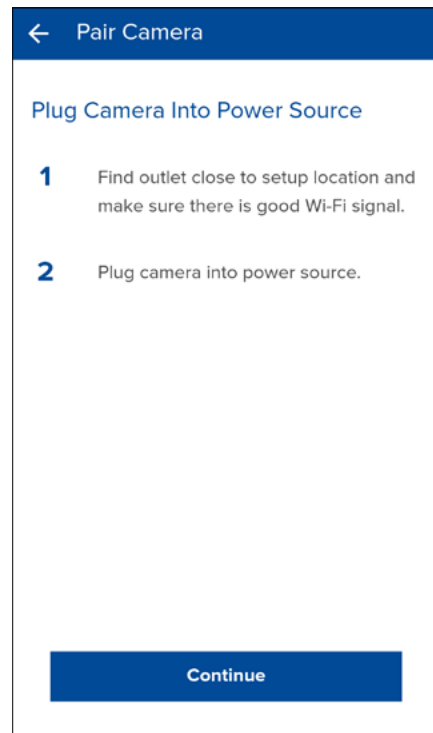 Pair Camera
Plug Camera Into Power Source
1 Find outlet close to setup location and
make sure there is good Wi-Fi signal.
2 Plug camera into power source.
Continue